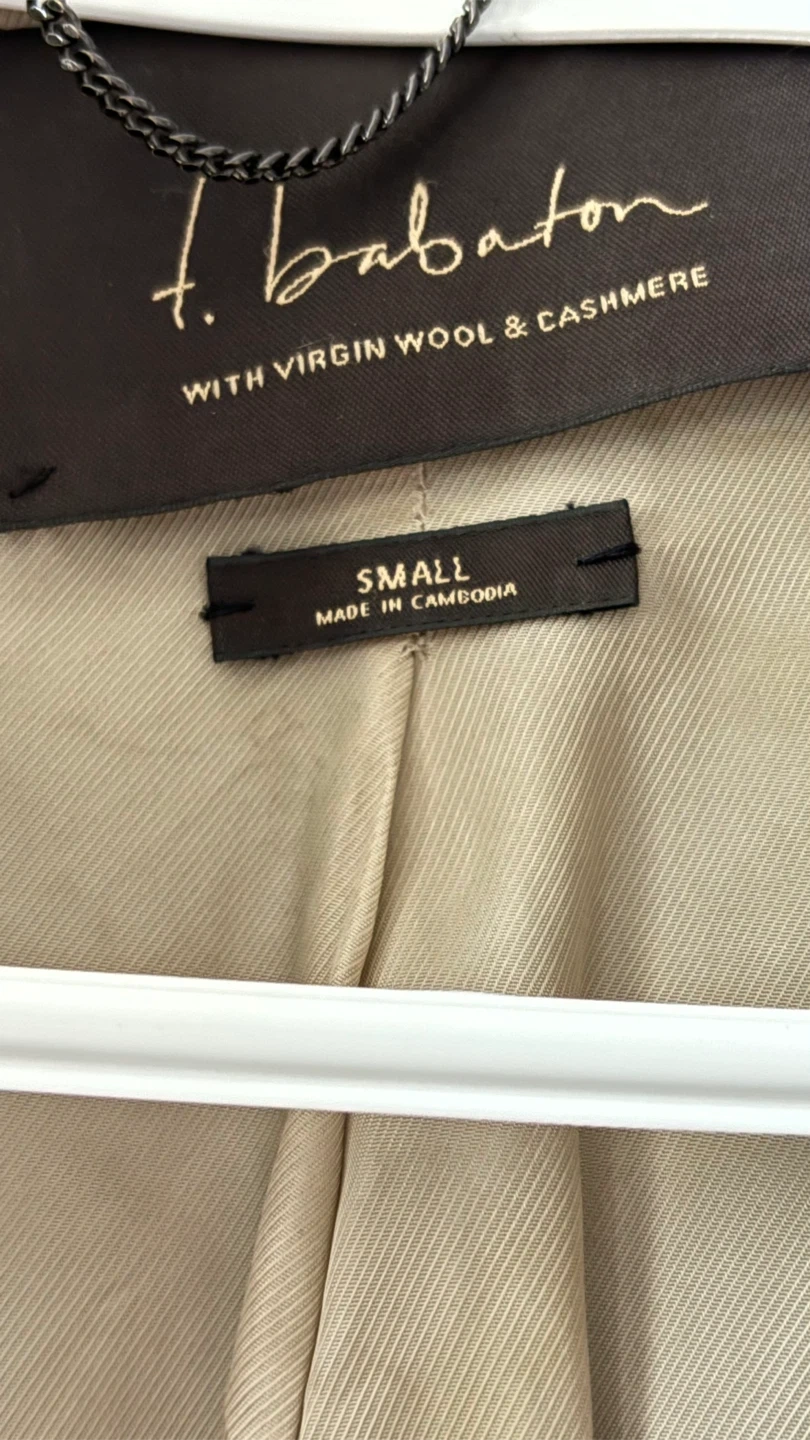 t. babaton
WITH VIRGIN WOOL & CASHMERE
SMALL
MADE IN CAMBODIA